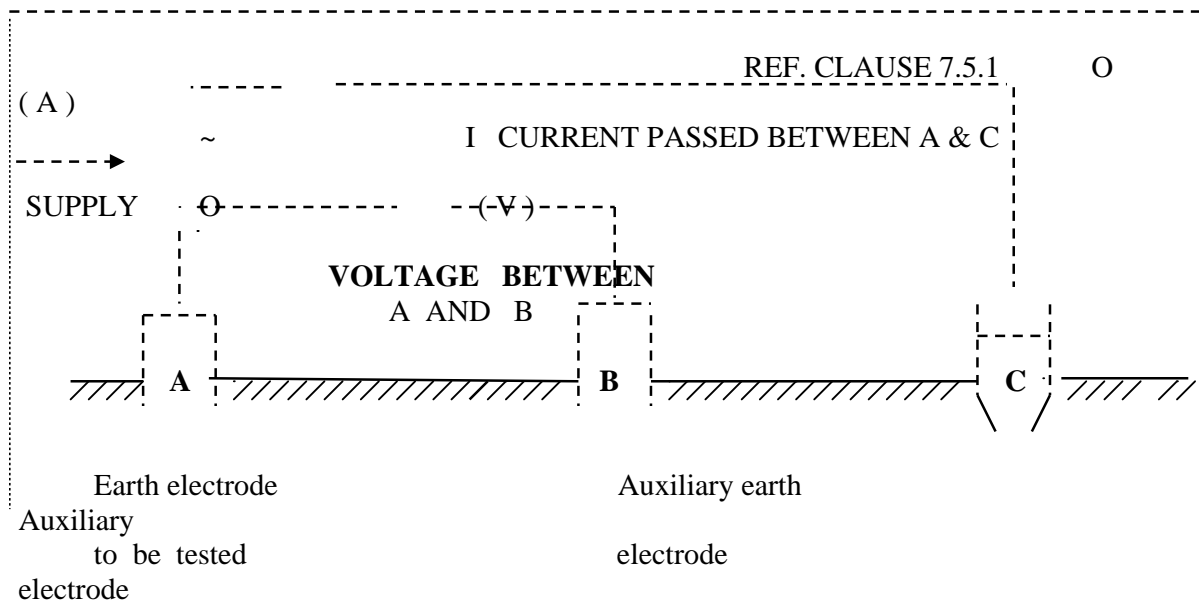 REF. CLAUSE 7.5.1 O
( A )
~ I CURRENT PASSED BETWEEN A & C
SUPPLY O ( V )
VOLTAGE BETWEEN
A AND B
A B C
Earth electrode Auxiliary earth
Auxiliary
to be tested electrode
electrode